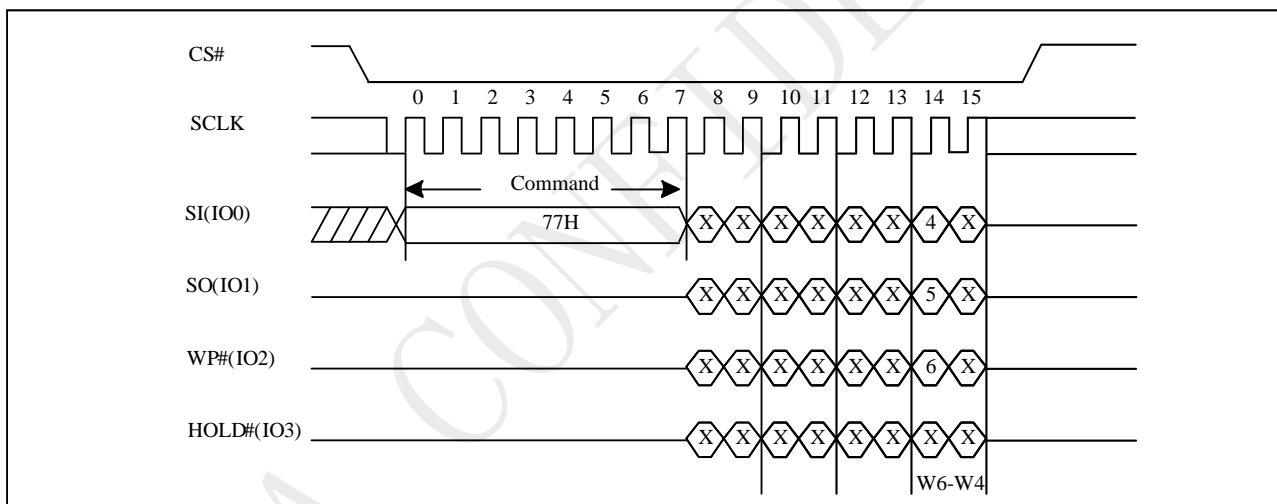 CS#
0 1 2 3 4 5 6 7 8 9 10 11 12 13 14 15
SCLK
Command
SI(IO0) 77H X X X X X X 4 X
SO(IO1) X X X X X X 5 X
WP#(IO2) X X X X X X 6 X
HOLD#(IO3) X X X X X X X X
W6-W4